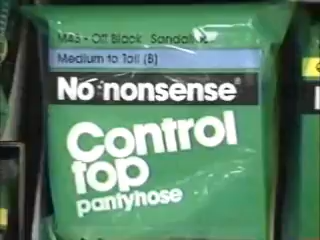 M45 - Off Black Sandal
Medium to Tall (B)
No nonsense®
Control
top
pantyhose